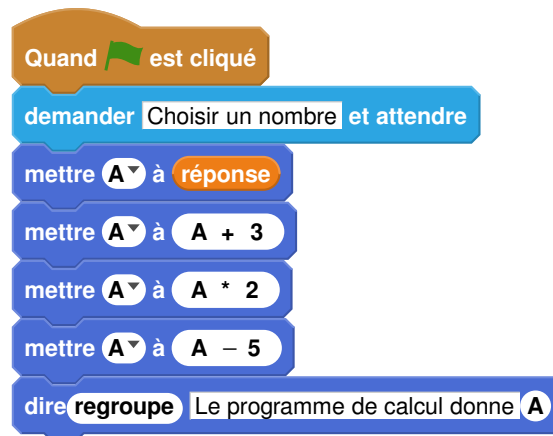 Quand est cliqué
demander Choisir un nombre et attendre
mettre A à réponse
mettre A à A + 3
mettre A à A * 2
mettre A à A − 5
dire regroupe Le programme de calcul donne A